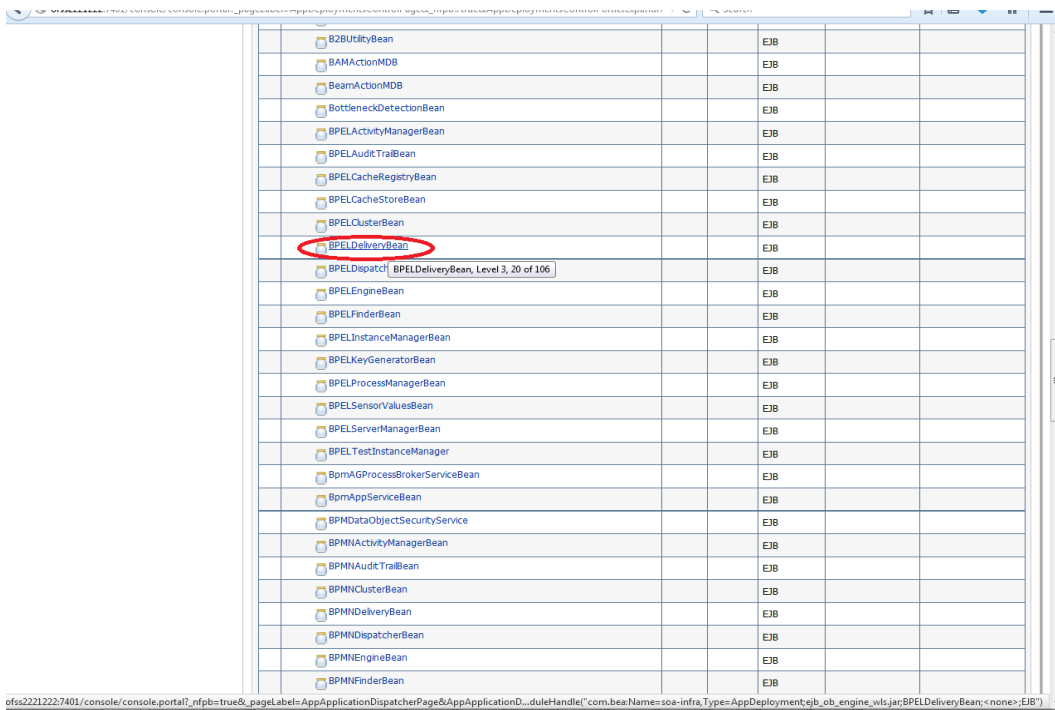 B2BUtilityBean EJB
BAMActionMDB EJB
BeamActionMDB EJB
BottleneckDetectionBean EJB
BPELActivityManagerBean EJB
BPELAuditTrailBean EJB
BPELCacheRegistryBean EJB
BPELCacheStoreBean EJB
BPELClusterBean EJB
BPELDeliveryBean EJB
BPELDispatch BPELDeliveryBean, Level 3, 20 of 106 EJB
BPELEngineBean EJB
BPELFinderBean EJB
BPELInstanceManagerBean EJB
BPELKeyGeneratorBean EJB
BPELProcessManagerBean EJB
BPELSensorValuesBean EJB
BPELServerManagerBean EJB
BPELTestInstanceManager EJB
BpmAGProcessBrokerServiceBean EJB
BpmAppServiceBean EJB
BPMDataObjectSecurityService EJB
BPMNActivityManagerBean EJB
BPMNAuditTrailBean EJB
BPMNClusterBean EJB
BPMNDeliveryBean EJB
BPMNDispatcherBean EJB
BPMNEngineBean EJB
BPMNFinderBean EJB
ofss2221222:7401/console/console.portal?_nfpb=true&_pageLabel=AppApplicationDispatcherPage&AppApplicationD...duleHandle("com.bea:Name=soa-infra,Type=AppDeployment;ejb_ob_engine_wls.jar;BPELDeliveryBean;<none>;EJB")